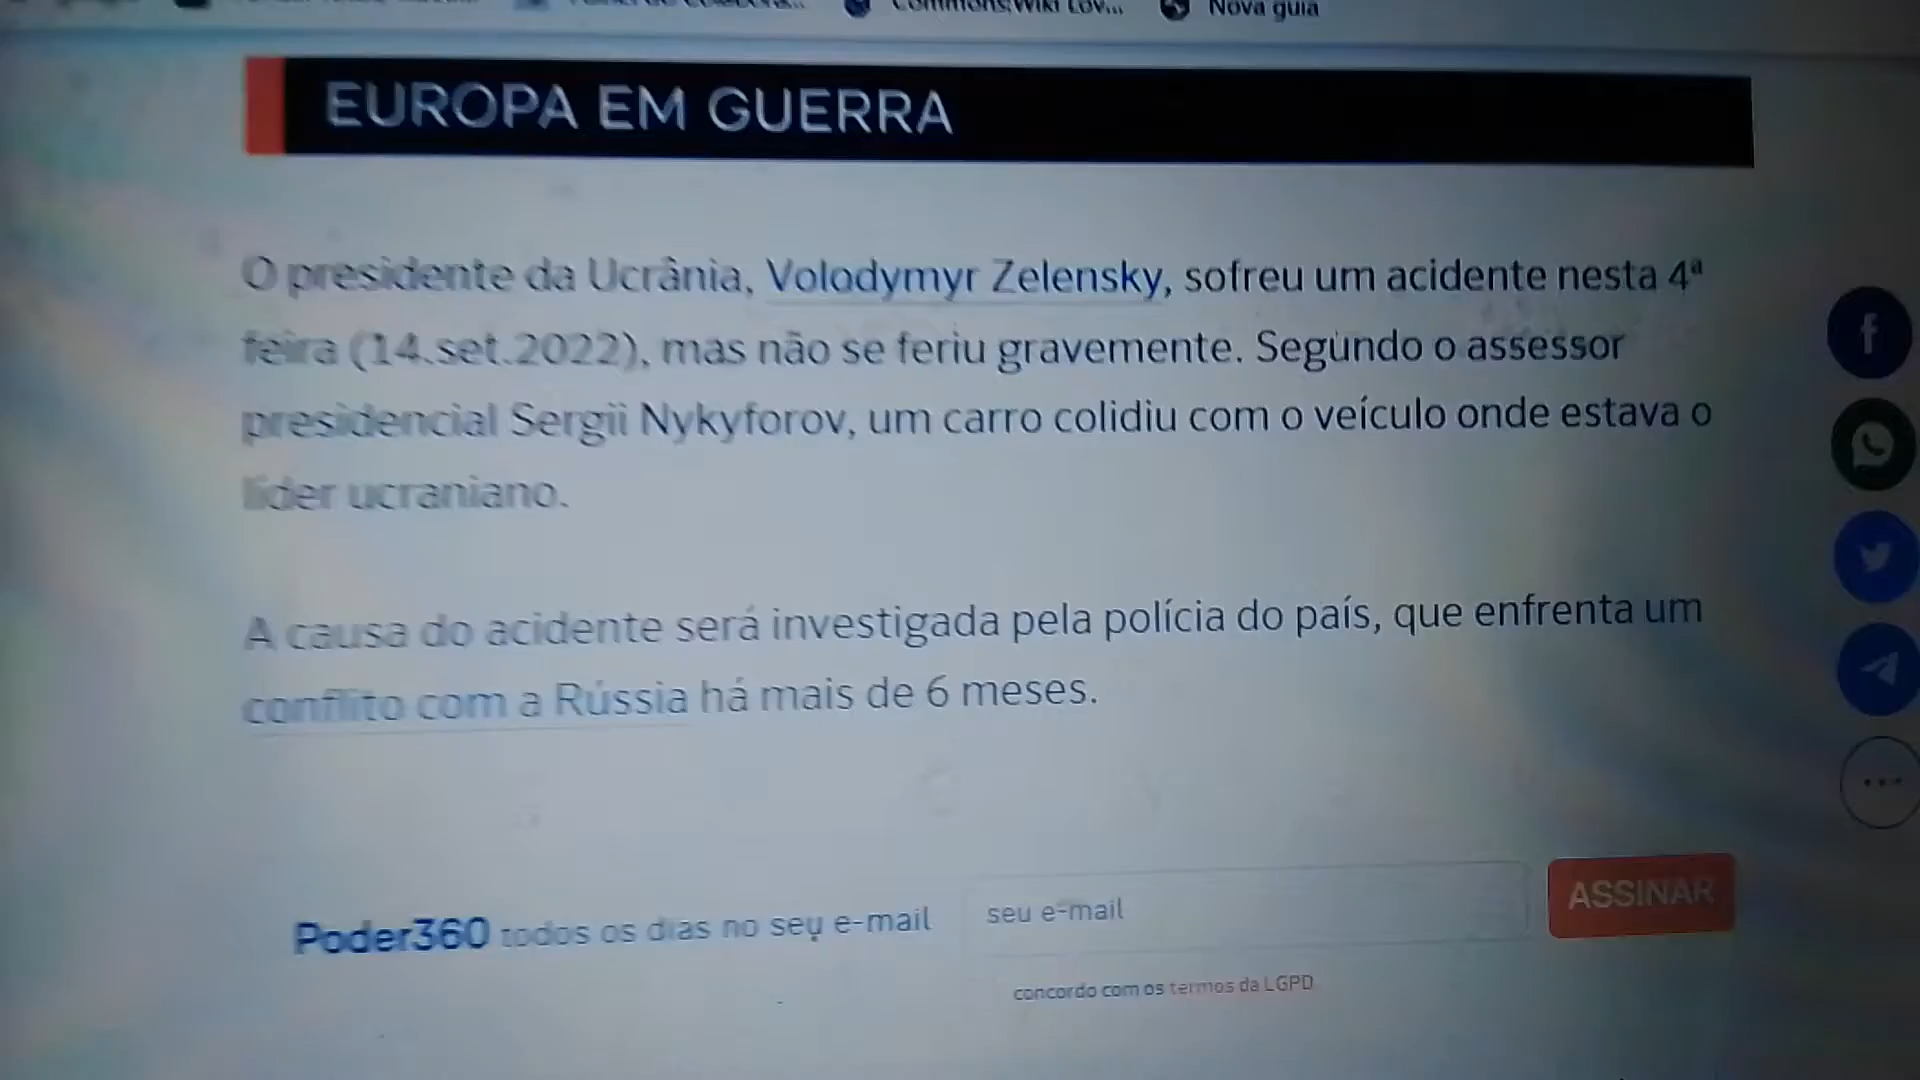 Commons:Wiki Lov... Nova guia
EUROPA EM GUERRA
O presidente da Ucrânia, Volodymyr Zelensky, sofreu um acidente nesta 4ª
feira (14.set.2022), mas não se feriu gravemente. Segundo o assessor
presidencial Sergii Nykyforov, um carro colidiu com o veículo onde estava o
líder ucraniano.
A causa do acidente será investigada pela polícia do país, que enfrenta um
conflito com a Rússia há mais de 6 meses.
Poder360 todos os dias no seu e-mail seu e-mail ASSINAR
concordo com os termos da LGPD